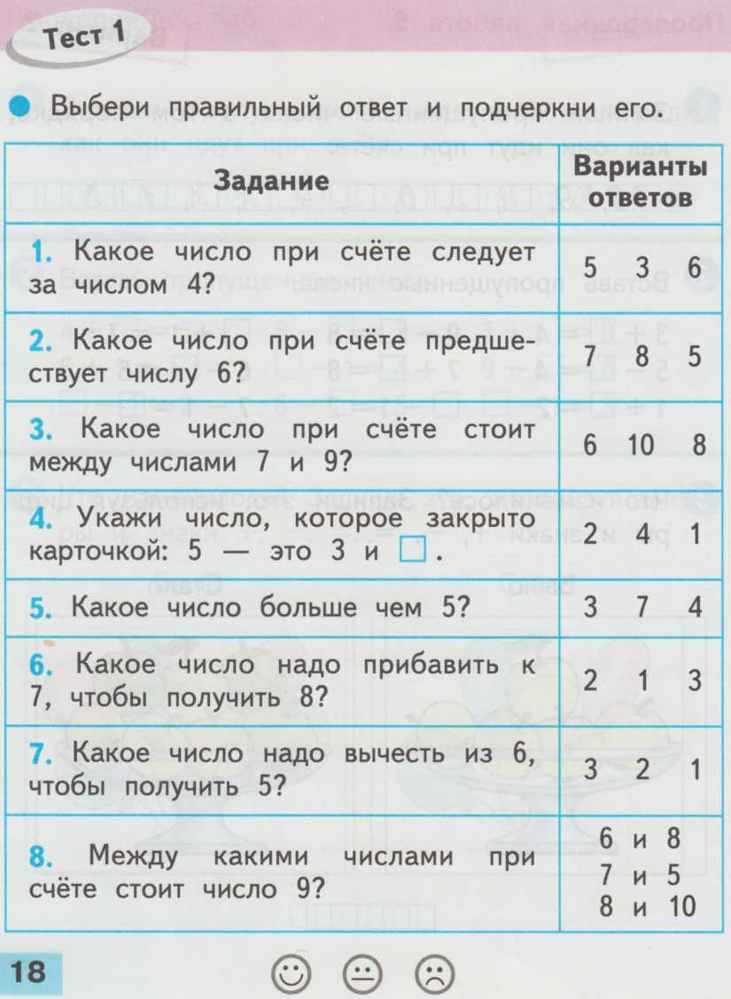 Тест 1
Выбери правильный ответ и подчеркни его.
Задание
Варианты
ответов
1. Какое число при счёте следует
за числом 4?
5 3 6
2. Какое число при счёте предше-
ствует числу 6?
7 8 5
3. Какое число при счёте стоит
между числами 7 и 9?
6 10 8
4. Укажи число, которое закрыто
карточкой: 5 — это 3 и □ .
2 4 1
5. Какое число больше чем 5?
3 7 4
6. Какое число надо прибавить к
7, чтобы получить 8?
2 1 3
7. Какое число надо вычесть из 6,
чтобы получить 5?
3 2 1
8. Между какими числами при
счёте стоит число 9?
6 и 8
7 и 5
8 и 10
18